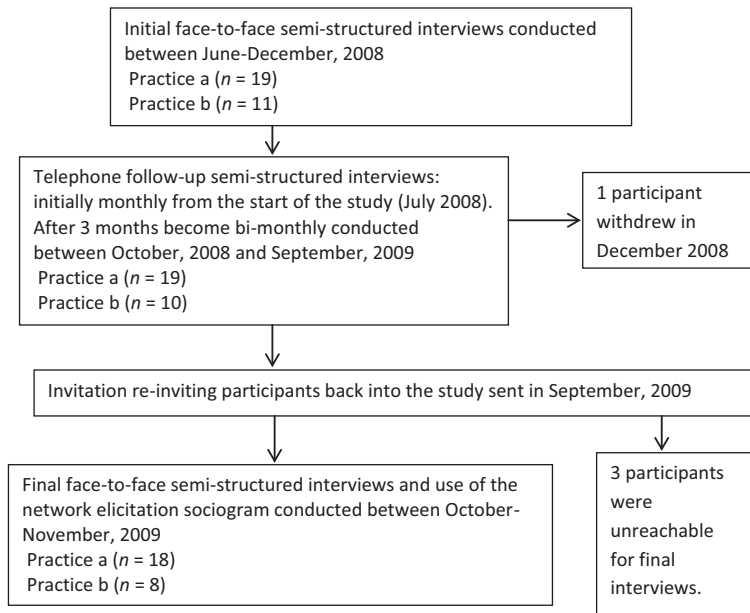 Initial face-to-face semi-structured interviews conducted
between June-December, 2008
Practice a (n = 19)
Practice b (n = 11)
Telephone follow-up semi-structured interviews:
initially monthly from the start of the study (July 2008).
After 3 months become bi-monthly conducted
between October, 2008 and September, 2009
Practice a (n = 19)
Practice b (n = 10)
1 participant
withdrew in
December 2008
Invitation re-inviting participants back into the study sent in September, 2009
Final face-to-face semi-structured interviews and use of the
network elicitation sociogram conducted between October-
November, 2009
Practice a (n = 18)
Practice b (n = 8)
3 participants
were
unreachable
for final
interviews.